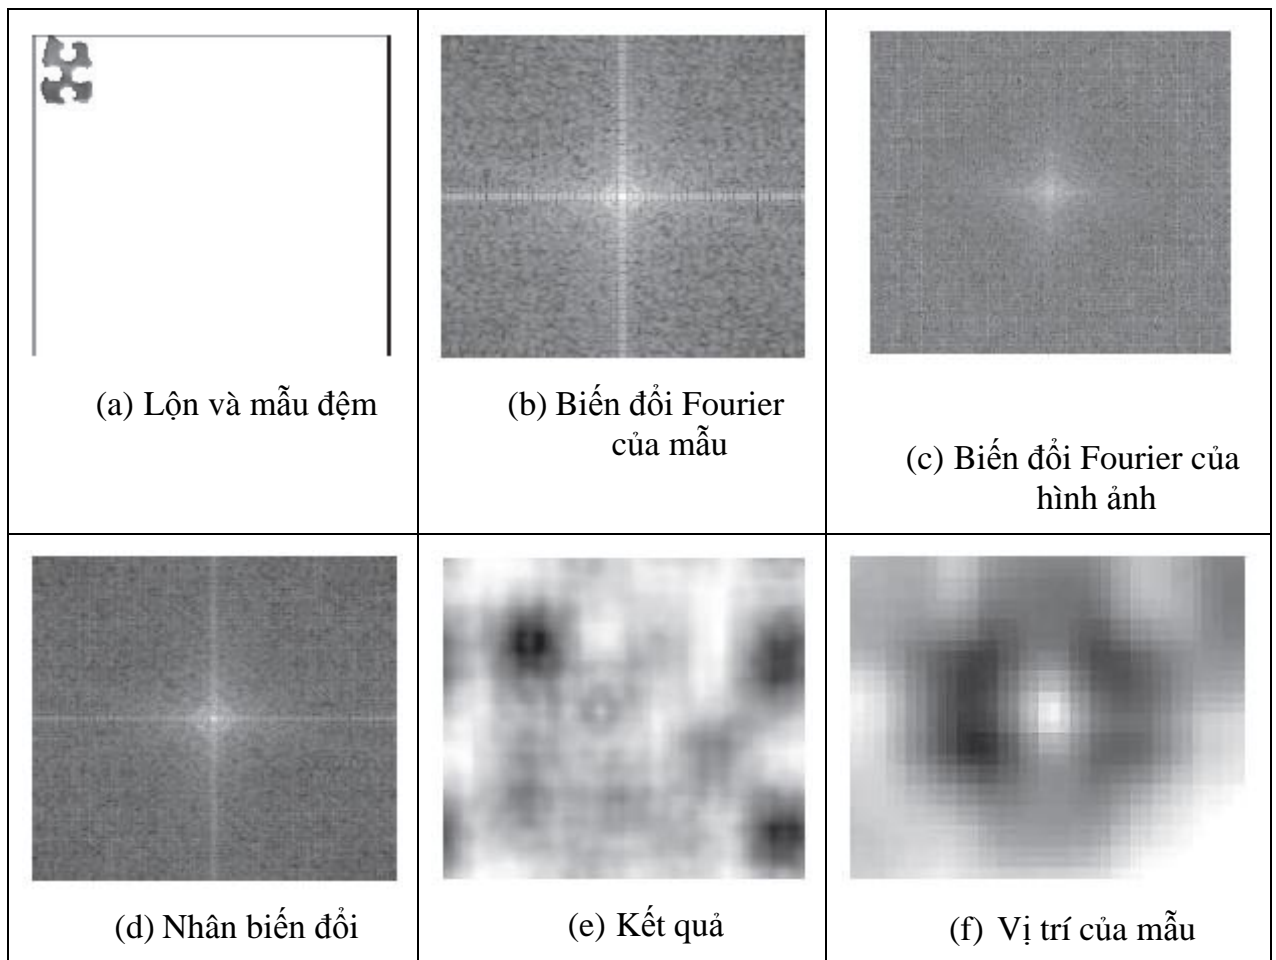 (a) Lộn và mẫu đệm
(b) Biến đổi Fourier
của mẫu
(c) Biến đổi Fourier của
hình ảnh
(d) Nhân biến đổi
(e) Kết quả
(f) Vị trí của mẫu